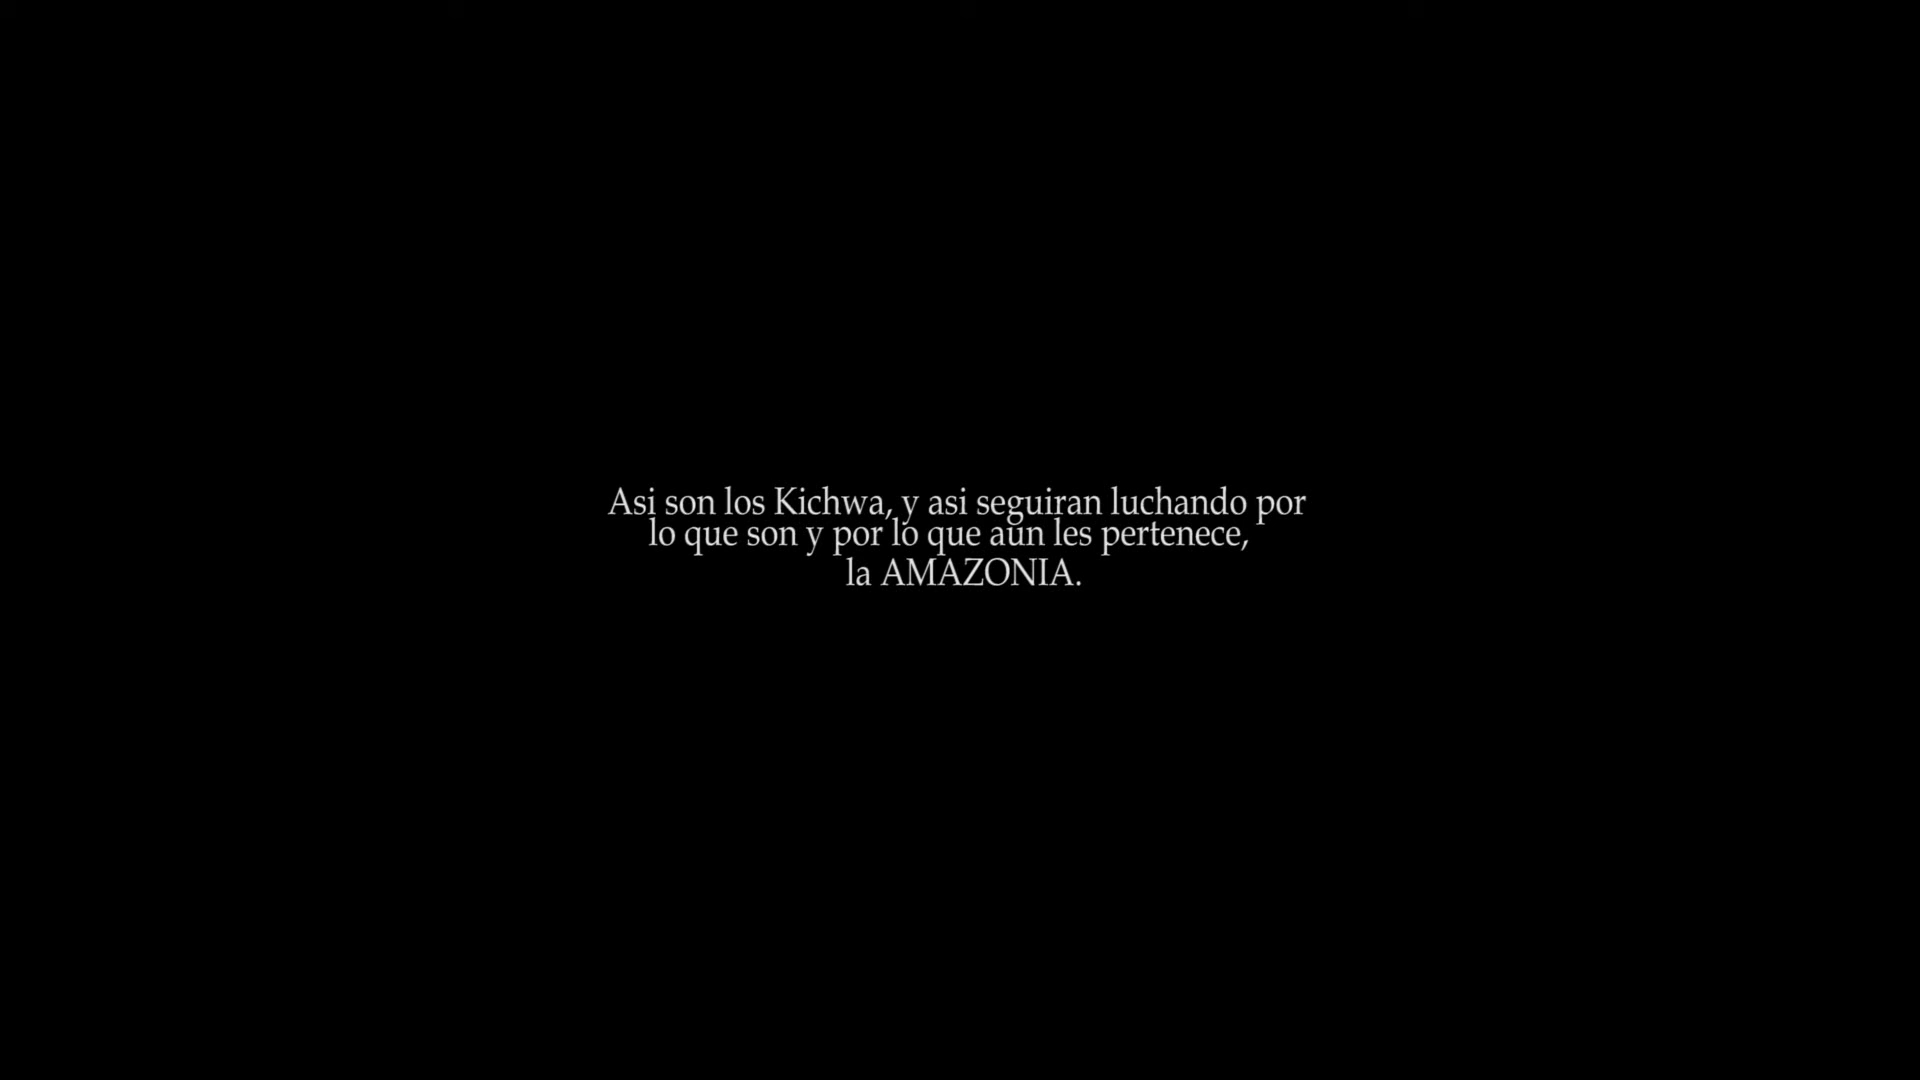 Asi son los Kichwa, y asi seguiran luchando por
lo que son y por lo que aun les pertenece,
la AMAZONIA.